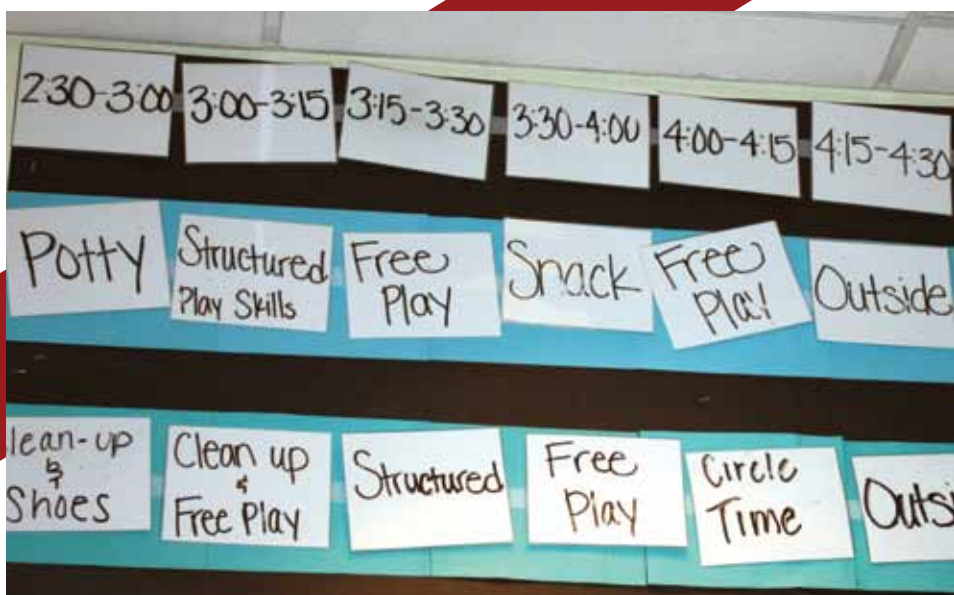 2:30-3:00
3:00-3:15
3:15-3:30
3:30-4:00
4:00-4:15
4:15-4:30
Potty
Structured
Play Skills
Free
Play
Snack
Free
Play
Outside
lean-up
&
Shoes
Clean up
&
Free Play
Structured
Free
Play
Circle
Time
Outsi